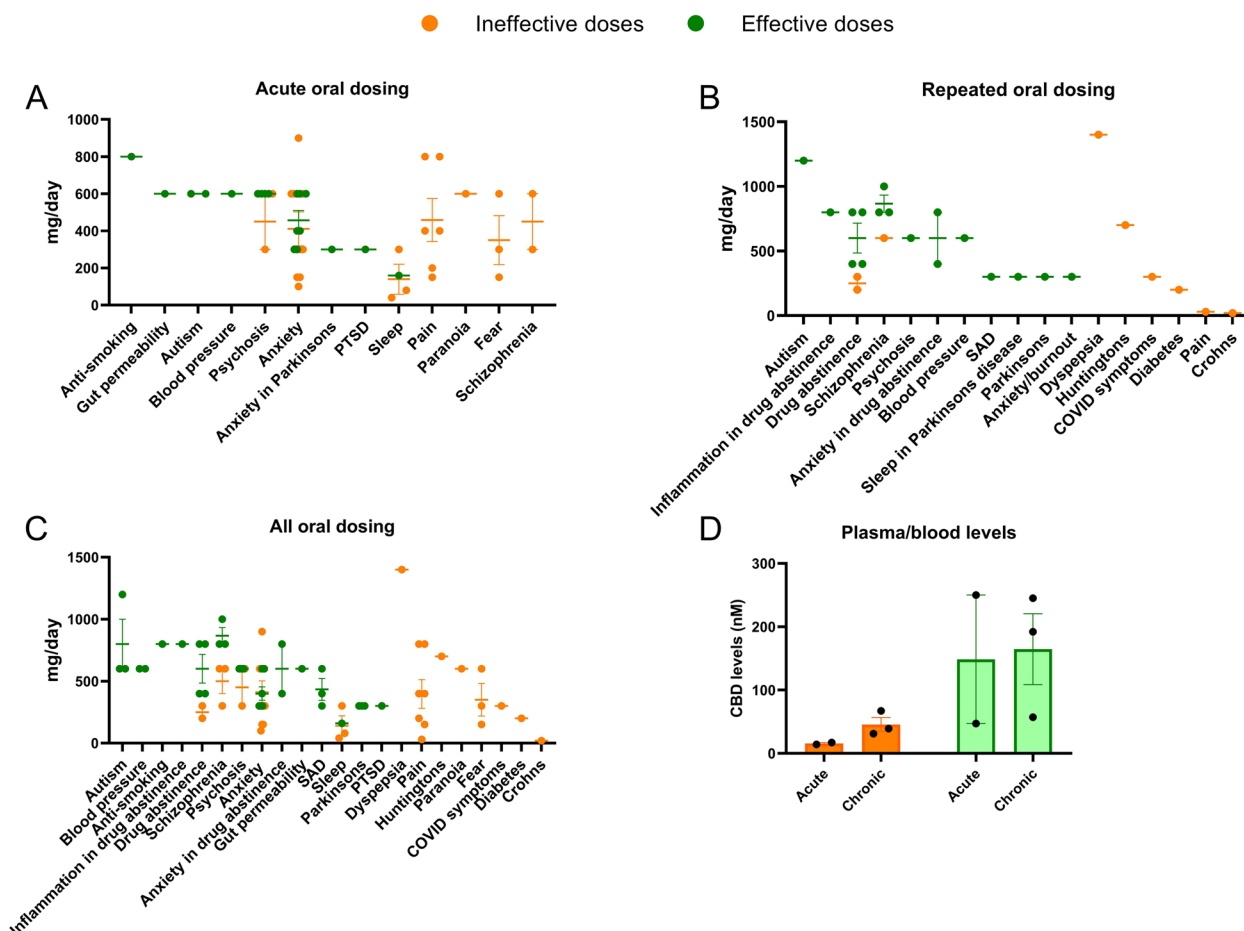 Ineffective doses
Effective doses
A
Acute oral dosing
mg/day
1000
800
600
400
200
0
Anti-smoking
Gut permeability
Autism
Blood pressure
Psychosis
Anxiety
Anxiety in Parkinsons
PTSD
Sleep
Pain
Paranoia
Fear
Schizophrenia
B
Repeated oral dosing
mg/day
1500
1000
500
0
Autism
Inflammation in drug abstinence
Drug abstinence
Schizophrenia
Psychosis
Anxiety in drug abstinence
Blood pressure
SAD
Sleep in Parkinsons disease
Parkinsons
Anxiety/burnout
Dyspepsia
Huntingtons
COVID symptoms
Diabetes
Pain
Crohns
C
All oral dosing
mg/day
1500
1000
500
0
Autism
Blood pressure
Anti-smoking
Inflammation in drug abstinence
Drug abstinence
Schizophrenia
Psychosis
Anxiety
Anxiety in drug abstinence
Gut permeability
SAD
Sleep
Parkinsons
PTSD
Dyspepsia
Pain
Huntingtons
Paranoia
Fear
COVID symptoms
Diabetes
Crohns
D
Plasma/blood levels
CBD levels (nM)
300
200
100
0
Acute
Chronic
Acute
Chronic